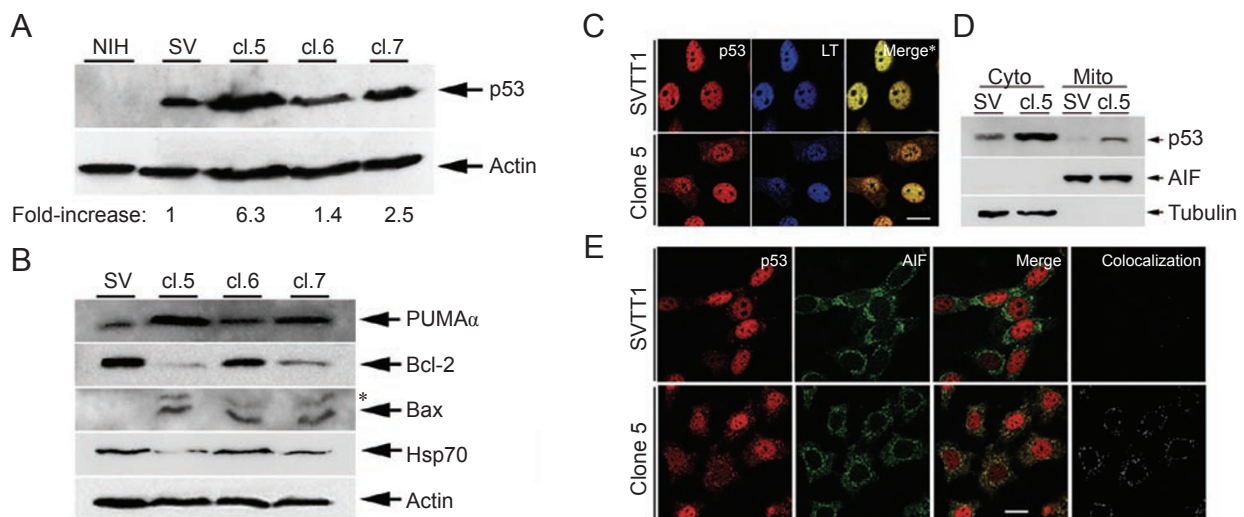 A
NIH SV cl.5 cl.6 cl.7
p53
Actin
Fold-increase: 1 6.3 1.4 2.5
B
SV cl.5 cl.6 cl.7
PUMAα
Bcl-2
*
Bax
Hsp70
Actin
C
p53 LT Merge*
SVTT1
Clone 5
D
Cyto Mito
SV cl.5 SV cl.5
p53
AIF
Tubulin
E
p53 AIF Merge Colocalization
SVTT1
Clone 5